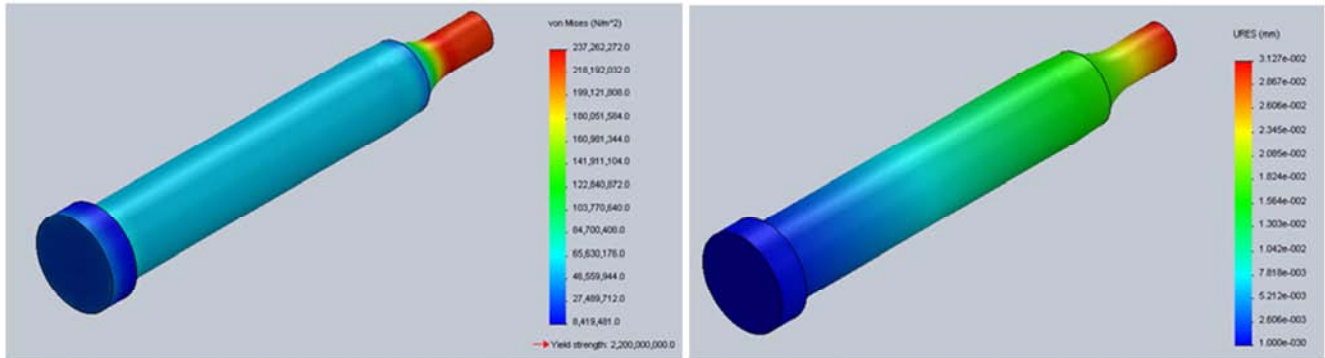 von Mises (N/m^2)
237,262,272.0
218,192,032.0
199,121,808.0
180,051,584.0
160,981,344.0
141,911,104.0
122,840,872.0
103,770,640.0
84,700,408.0
65,630,176.0
46,559,944.0
27,489,712.0
8,419,481.0
Yield strength: 2,200,000,000.0
URES (mm)
3.127e-002
2.867e-002
2.606e-002
2.345e-002
2.085e-002
1.824e-002
1.564e-002
1.303e-002
1.042e-002
7.818e-003
5.212e-003
2.606e-003
1.000e-030